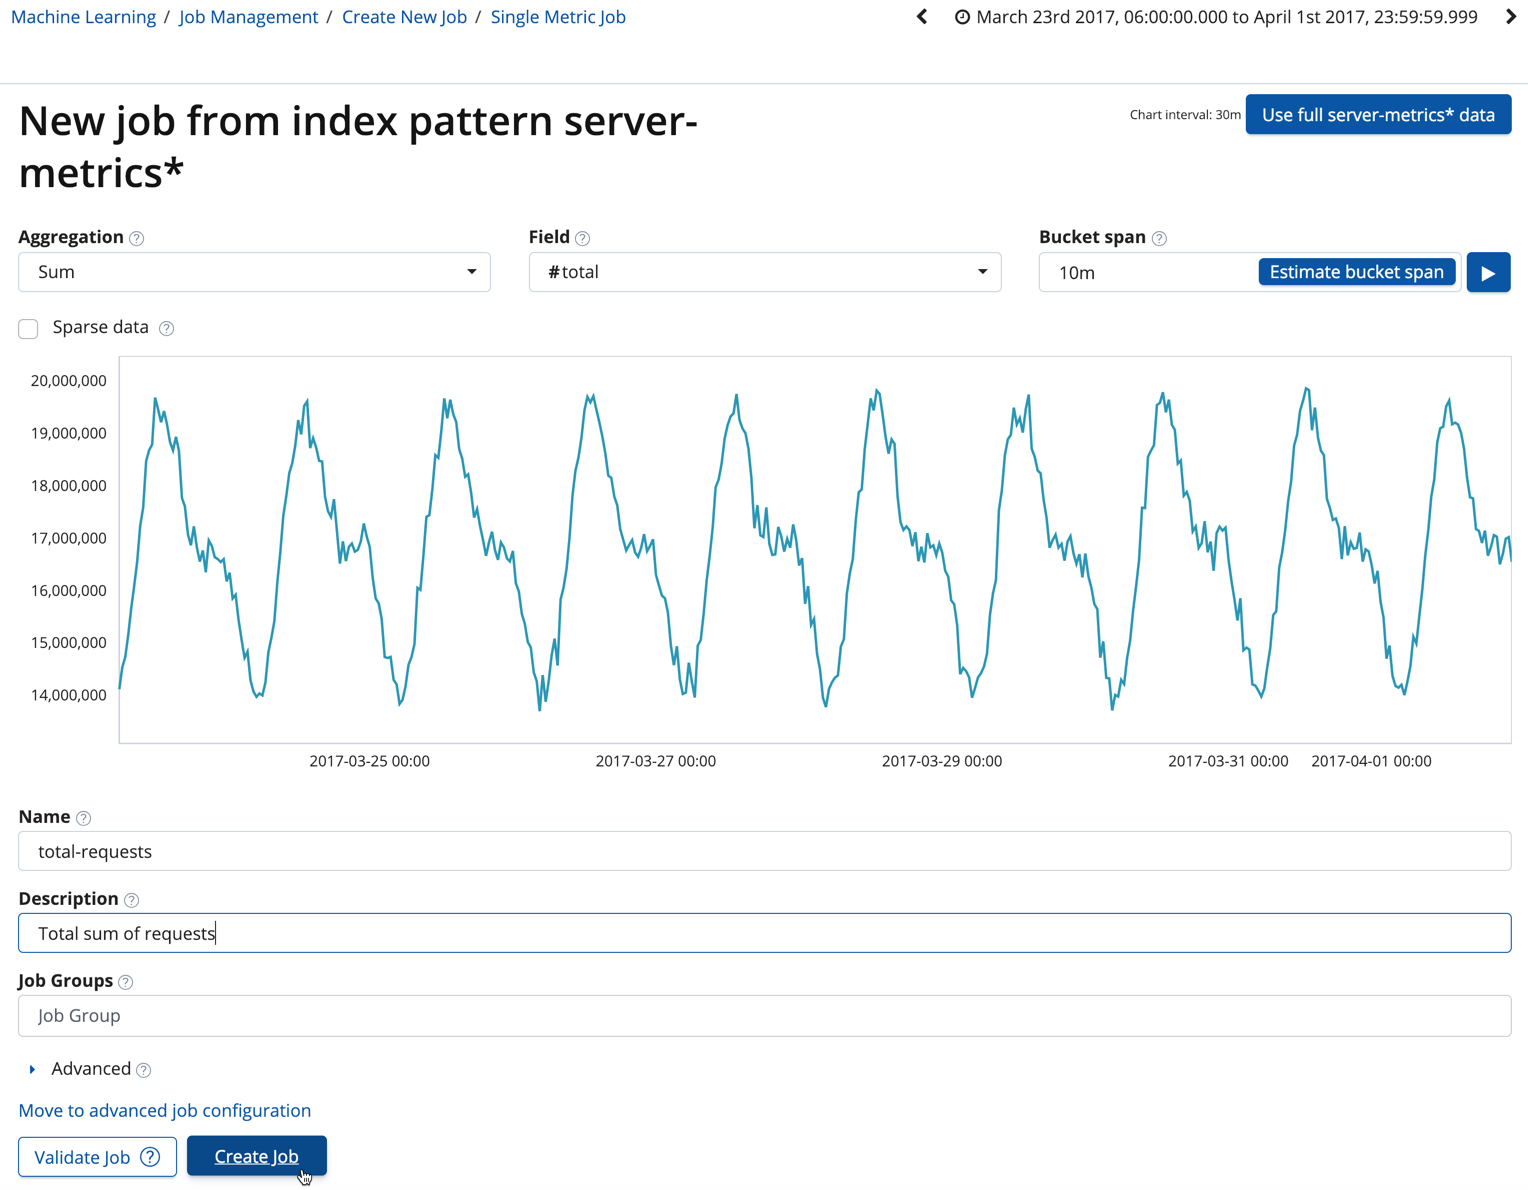 Machine Learning / Job Management / Create New Job / Single Metric Job
March 23rd 2017, 06:00:00.000 to April 1st 2017, 23:59:59.999
New job from index pattern server-
metrics*
Chart interval: 30m
Use full server-metrics* data
Aggregation
Field
Bucket span
Sum
#total
10m
Estimate bucket span
Sparse data
20,000,000
19,000,000
18,000,000
17,000,000
16,000,000
15,000,000
14,000,000
2017-03-25 00:00
2017-03-27 00:00
2017-03-29 00:00
2017-03-31 00:00
2017-04-01 00:00
Name
total-requests
Description
Total sum of requests
Job Groups
Job Group
Advanced
Move to advanced job configuration
Validate Job
Create Job